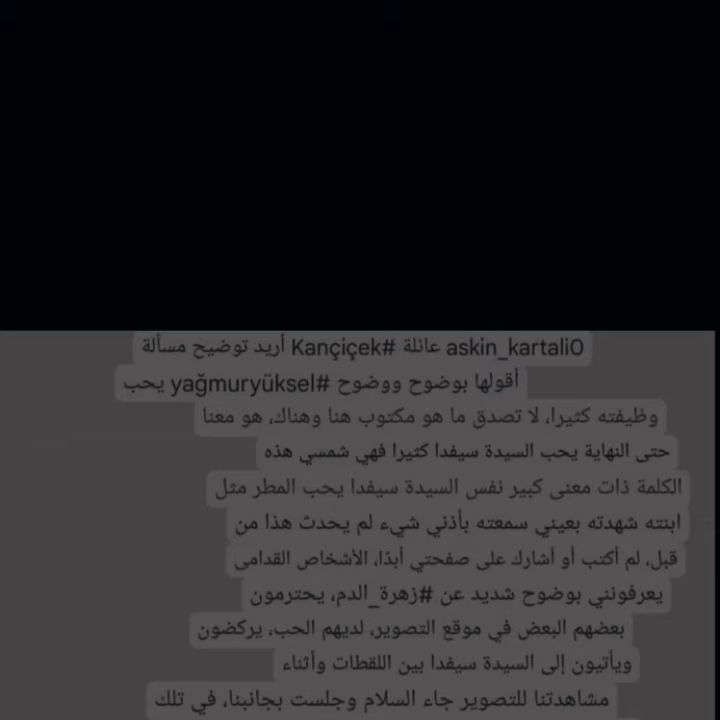 askin_kartali0 عائلة #Kançiçek أريد توضيح مسألة
أقولها بوضوح ووضوح #yağmuryüksel يحب
وظيفته كثيرا، لا تصدق ما هو مكتوب هنا وهناك، هو معنا
حتى النهاية يحب السيدة سيفدا كثيرا فهي شمسي هذه
الكلمة ذات معنى كبير نفس السيدة سيفدا يحب المطر مثل
ابنته شهدته بعيني سمعته بأذني شيء لم يحدث هذا من
قبل، لم أكتب أو أشارك على صفحتي أبدًا، الأشخاص القدامى
يعرفونني بوضوح شديد عن #زهرة_الدم، يحترمون
بعضهم البعض في موقع التصوير، لديهم الحب، يركضون
ويأتيون إلى السيدة سيفدا بين اللقطات وأثناء
مشاهدتنا للتصوير جاء السلام وجلست بجانبنا، في تلك